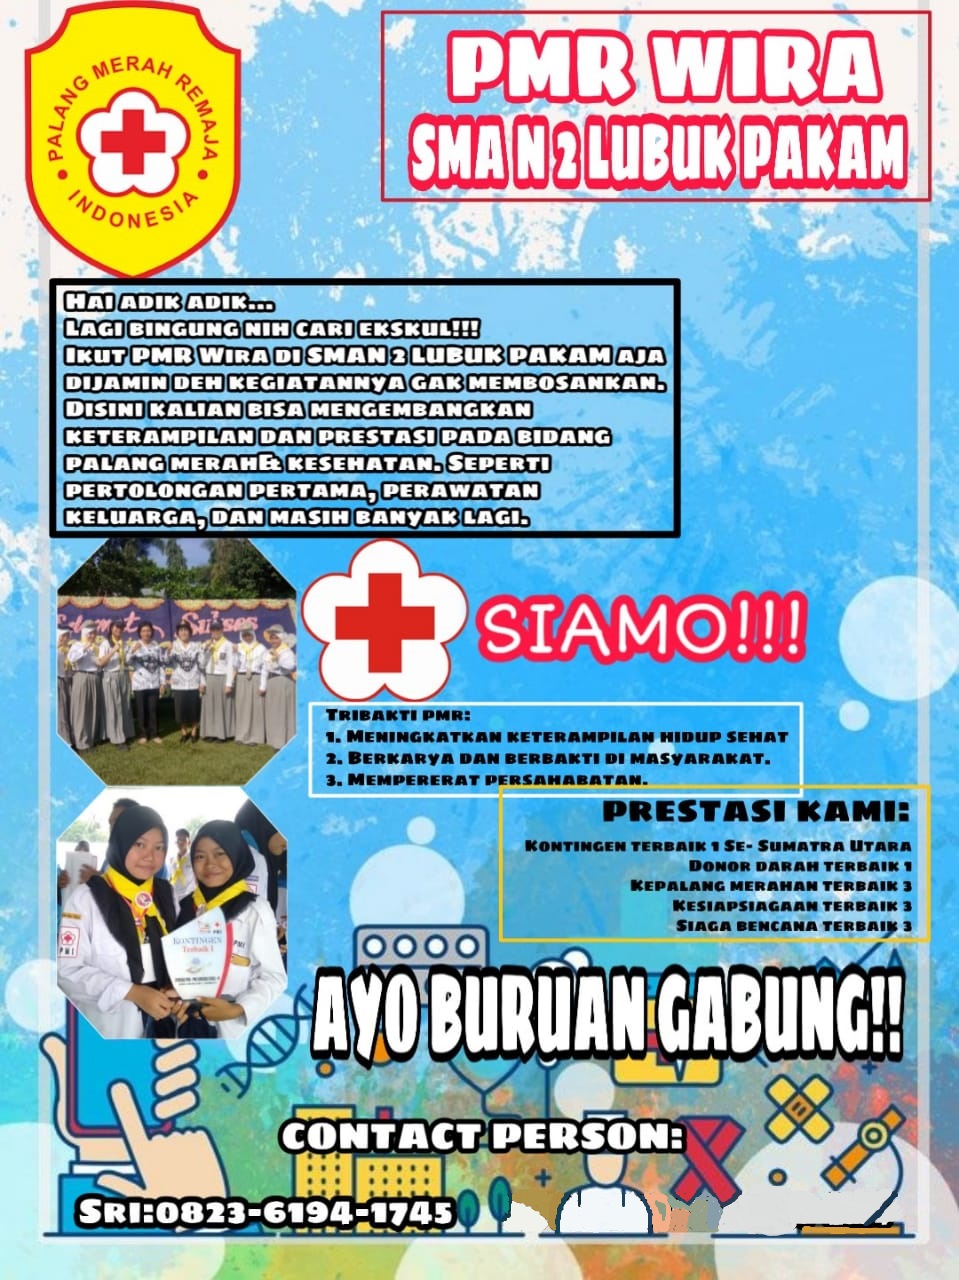 PALANG MERAH REMAJA
INDONESIA
PMR WIRA
SMA N 2 LUBUK PAKAM
Hai adik adik...
Lagi bingung nih cari ekskul!!!
Ikut PMR Wira di SMAN 2 LUBUK PAKAM aja
dijamin deh kegiatannya gak membosankan.
Disini kalian bisa mengembangkan
keterampilan dan prestasi pada bidang
palang merah& kesehatan. Seperti
pertolongan pertama, perawatan
keluarga, dan masih banyak lagi.
Selamat Sukses
SIAMO!!!
Tribakti pmr:
1. Meningkatkan keterampilan hidup sehat
2. Berkarya dan berbakti di masyarakat.
3. Mempererat persahabatan.
PRESTASI KAMI:
Kontingen terbaik 1 Se- Sumatra Utara
Donor darah terbaik 1
Kepalang merahan terbaik 3
Kesiapsiagaan terbaik 3
Siaga bencana terbaik 3
KONTINGEN
Terbaik I
PMI
PMI
AYO BURUAN GABUNG!!
CONTACT PERSON:
Sri:0823-6194-1745